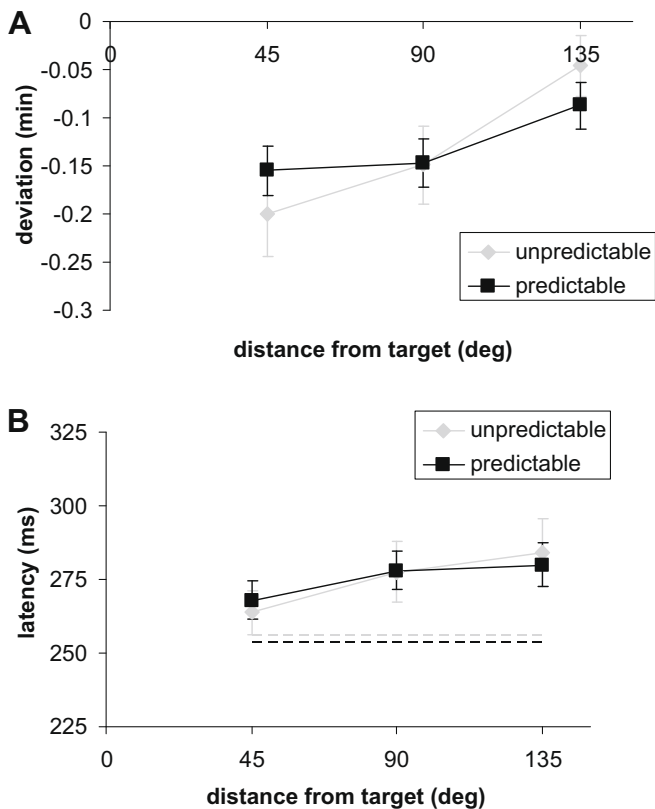 A
0
0
45
90
135
-0.05
-0.1
-0.15
-0.2
-0.25
-0.3
deviation (min)
unpredictable
predictable
distance from target (deg)
B
325
300
275
250
225
latency (ms)
unpredictable
predictable
0
45
90
135
distance from target (deg)